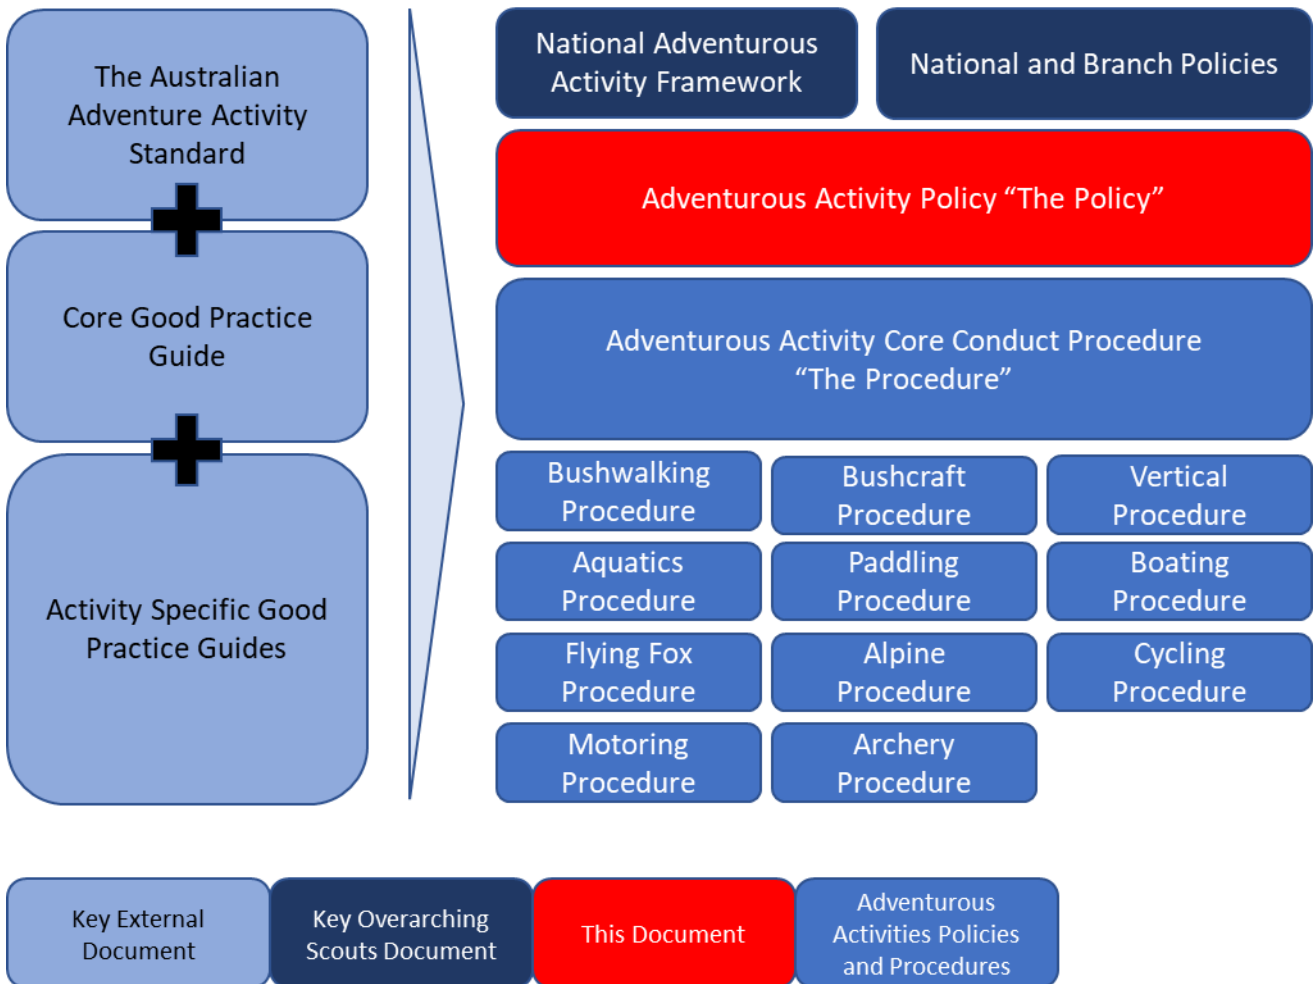 The Australian
Adventure Activity
Standard
Core Good Practice
Guide
Activity Specific Good
Practice Guides
National Adventurous
Activity Framework
National and Branch Policies
Adventurous Activity Policy “The Policy”
Adventurous Activity Core Conduct Procedure
“The Procedure”
Bushwalking
Procedure
Bushcraft
Procedure
Vertical
Procedure
Aquatics
Procedure
Paddling
Procedure
Boating
Procedure
Flying Fox
Procedure
Alpine
Procedure
Cycling
Procedure
Motoring
Procedure
Archery
Procedure
Key External
Document
Key Overarching
Scouts Document
This Document
Adventurous
Activities Policies
and Procedures